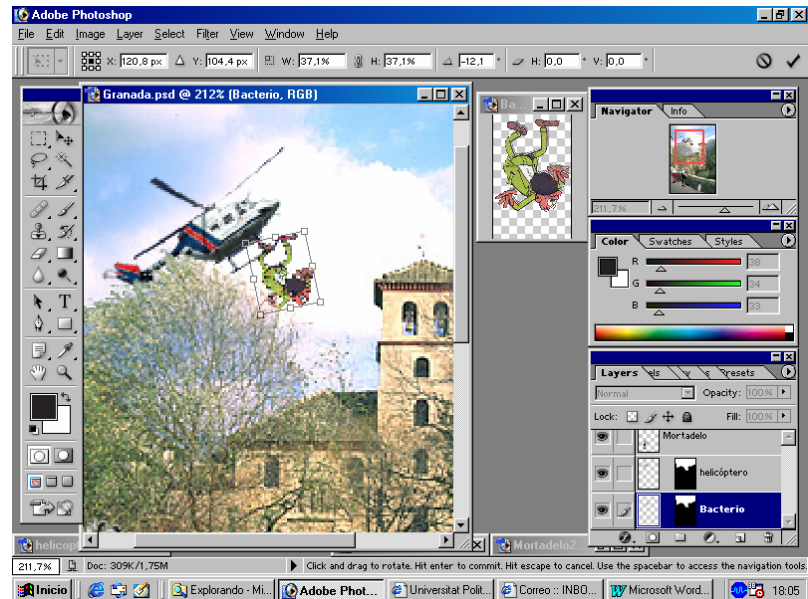 Adobe Photoshop
File Edit Image Layer Select Filter View Window Help
X: 120,8 px Δ Y: 104,4 px W: 37,1% H: 37,1% -12,1 ° H: 0,0 ° V: 0,0 °
Granada.psd @ 212% (Bacterio, RGB)
Ba...
Navigator Info
211,7%
Color Swatches Styles
R 38
G 34
B 33
Layers els Presets
Normal Opacity: 100%
Lock: Fill: 100%
Mortadelo
helicóptero
Bacterio
helicop
Mortadelo2...
211,7% Doc: 309K/1,75M Click and drag to rotate. Hit enter to commit. Hit escape to cancel. Use the spacebar to access the navigation tools.
Inicio Explorando - Mi... Adobe Phot... Universitat Polit... Correo :: INBO... Microsoft Word... 18:05